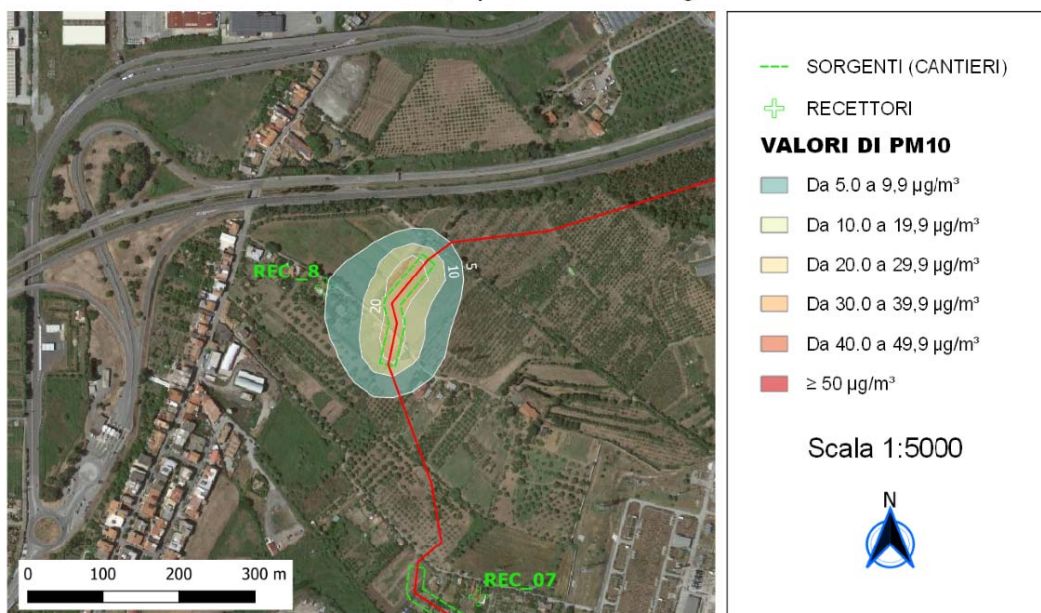 SORGENTI (CANTIERI)
RECETTORI
VALORI DI PM10
Da 5.0 a 9,9 µg/m³
Da 10.0 a 19,9 µg/m³
Da 20.0 a 29,9 µg/m³
Da 30.0 a 39,9 µg/m³
Da 40.0 a 49,9 µg/m³
≥ 50 µg/m³
Scala 1:5000
N
REC_8
5
10
20
REC_07
0 100 200 300 m